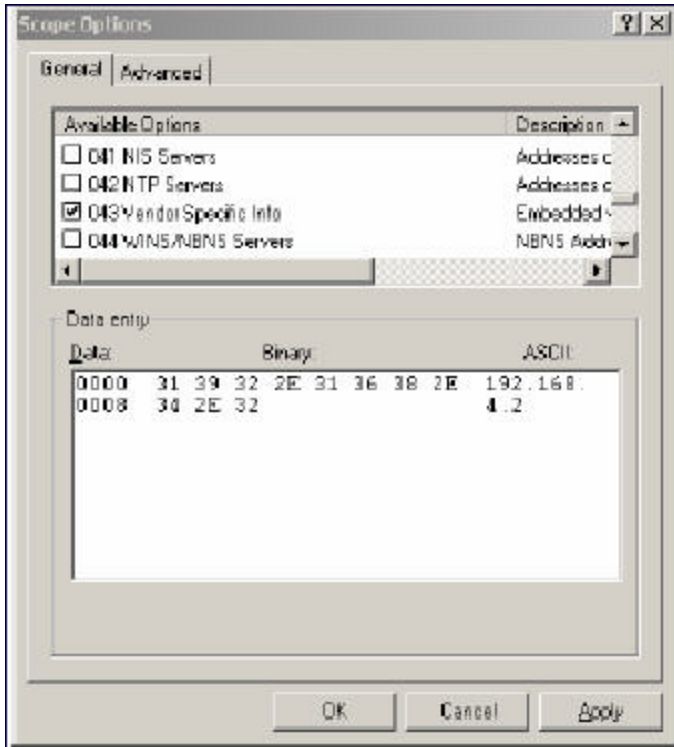 Scope Options
General Advanced
Available Options Description
041 NIS Servers Addresses c
042 NTP Servers Addresses c
043 Vendor Specific Info Embedded v
044 WINS/NBNS Servers NBNS Addr
Data entry
Data: Binary: ASCII:
0000 31 39 32 2E 31 36 38 2E 192.168.
0008 34 2E 32 4.2
OK Cancel Apply